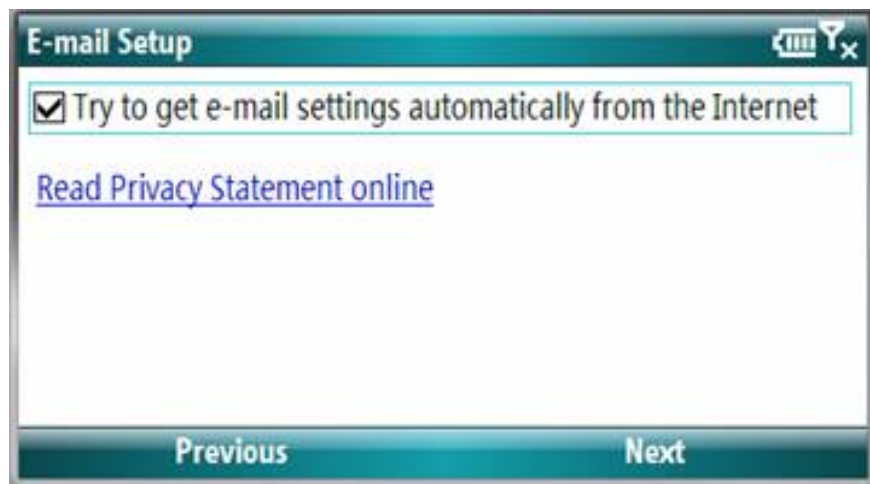 E-mail Setup
Try to get e-mail settings automatically from the Internet
Read Privacy Statement online
Previous
Next